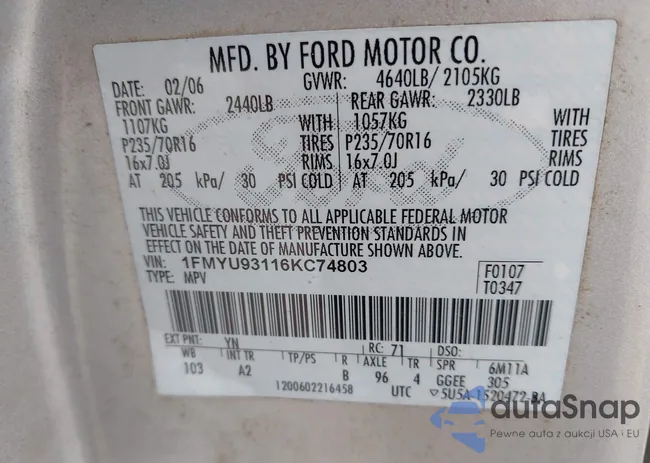 MFD. BY FORD MOTOR CO.
DATE: 02/06 GVWR: 4640LB/ 2105KG
FRONT GAWR: 2440LB REAR GAWR: 2330LB
1107KG WITH 1057KG WITH
P235/70R16 TIRES P235/70R16 TIRES
16x7.0J RIMS 16x7.0J RIMS
AT 205 kPa/ 30 PSI COLD AT 205 kPa/ 30 PSI COLD
Ford
THIS VEHICLE CONFORMS TO ALL APPLICABLE FEDERAL MOTOR
VEHICLE SAFETY AND THEFT PREVENTION STANDARDS IN
EFFECT ON THE DATE OF MANUFACTURE SHOWN ABOVE.
VIN: 1FMYU93116KC74803
TYPE: MPV
F0107
T0347
EXT PNT: YN RC: 71 DSO:
WB INT TR TP/PS R AXLE TR SPR 6M11A
103 A2 B 96 4 GGEE 305
1200602216458 UTC ▽5U5A-1520472-BA
autaSnap
Pewne auta z aukcji USA i EU